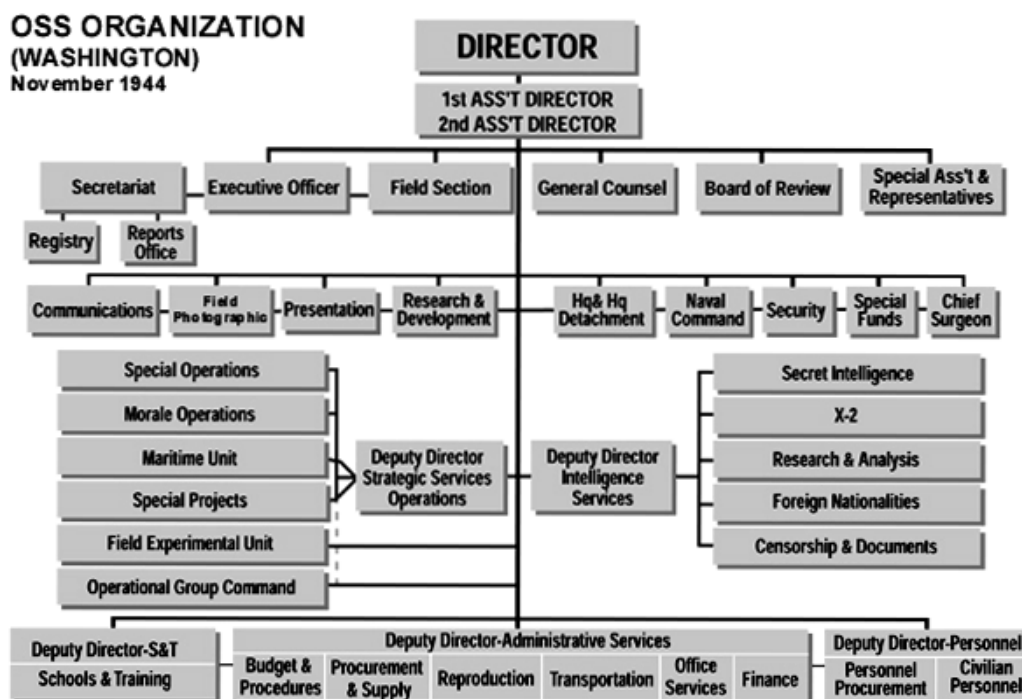 OSS ORGANIZATION
(WASHINGTON)
November 1944
DIRECTOR
1st ASS'T DIRECTOR
2nd ASS'T DIRECTOR
Secretariat
Executive Officer
Field Section
General Counsel
Board of Review
Special Ass't &
Representatives
Registry
Reports
Office
Communications
Field
Photographic
Presentation
Research &
Development
Hq& Hq
Detachment
Naval
Command
Security
Special
Funds
Chief
Surgeon
Special Operations
Morale Operations
Maritime Unit
Special Projects
Field Experimental Unit
Operational Group Command
Deputy Director
Strategic Services
Operations
Deputy Director
Intelligence
Services
Secret Intelligence
X-2
Research & Analysis
Foreign Nationalities
Censorship & Documents
Deputy Director-S&T
Schools & Training
Deputy Director-Administrative Services
Budget &
Procedures
Procurement
& Supply
Reproduction
Transportation
Office
Services
Finance
Deputy Director-Personnel
Personnel
Procurement
Civilian
Personnel